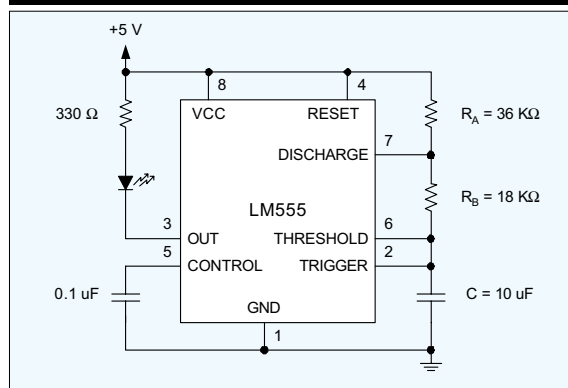 +5 V
8
4
330 Ω
VCC
RESET
R_A = 36 KΩ
7
DISCHARGE
LM555
R_B = 18 KΩ
3
6
OUT
THRESHOLD
5
2
CONTROL
TRIGGER
0.1 uF
C = 10 uF
GND
1